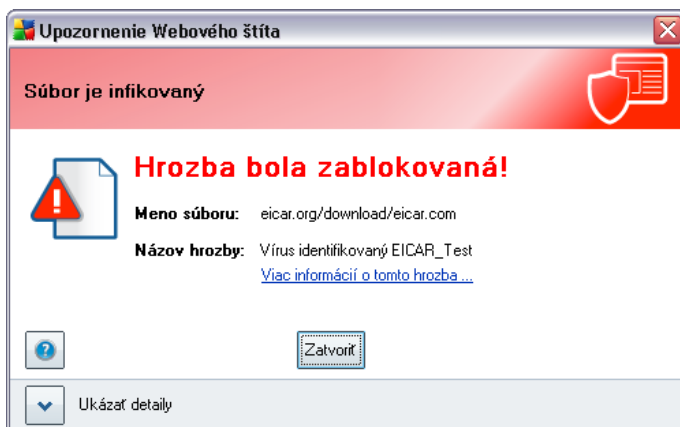 Upozornenie Webového štíta
Súbor je infikovaný
Hrozba bola zablokovaná!
Meno súboru: eicar.org/download/eicar.com
Názov hrozby: Vírus identifikovaný EICAR_Test
Viac informácií o tomto hrozba ...
Zatvoriť
Ukázať detaily